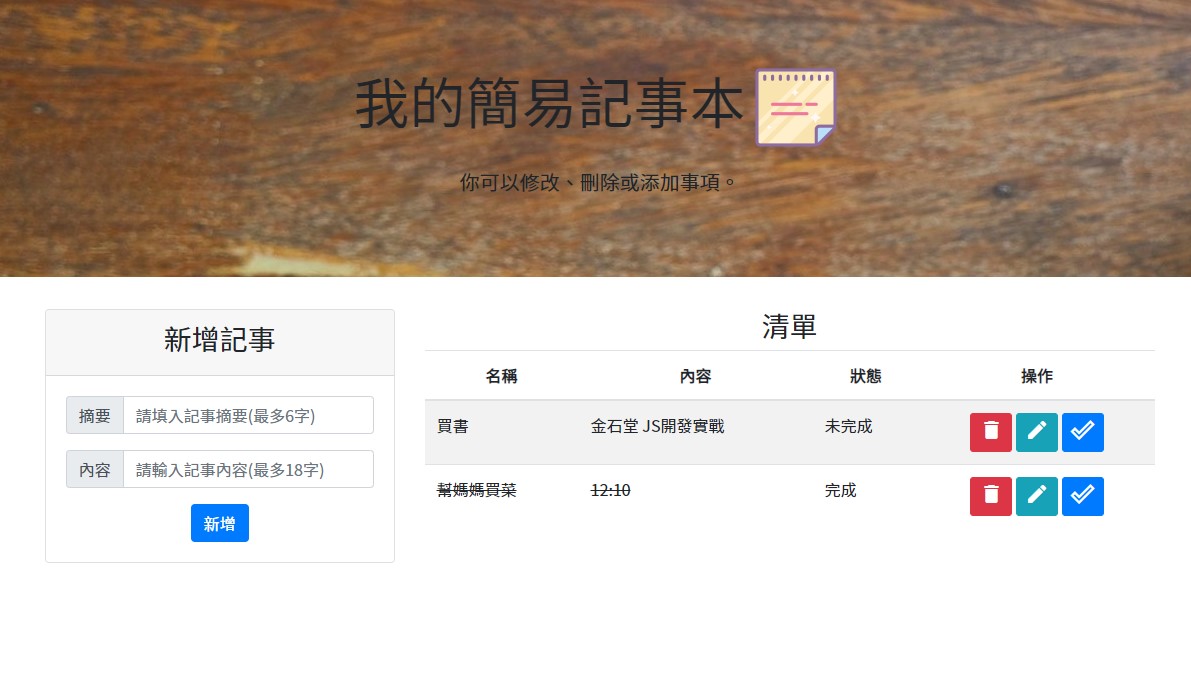 我的簡易記事本
你可以修改、刪除或添加事項。
新增記事
摘要 請填入記事摘要(最多6字)
內容 請輸入記事內容(最多18字)
新增
清單
名稱 內容 狀態 操作
買書 金石堂 JS開發實戰 未完成
幫媽媽買菜 12:10 完成